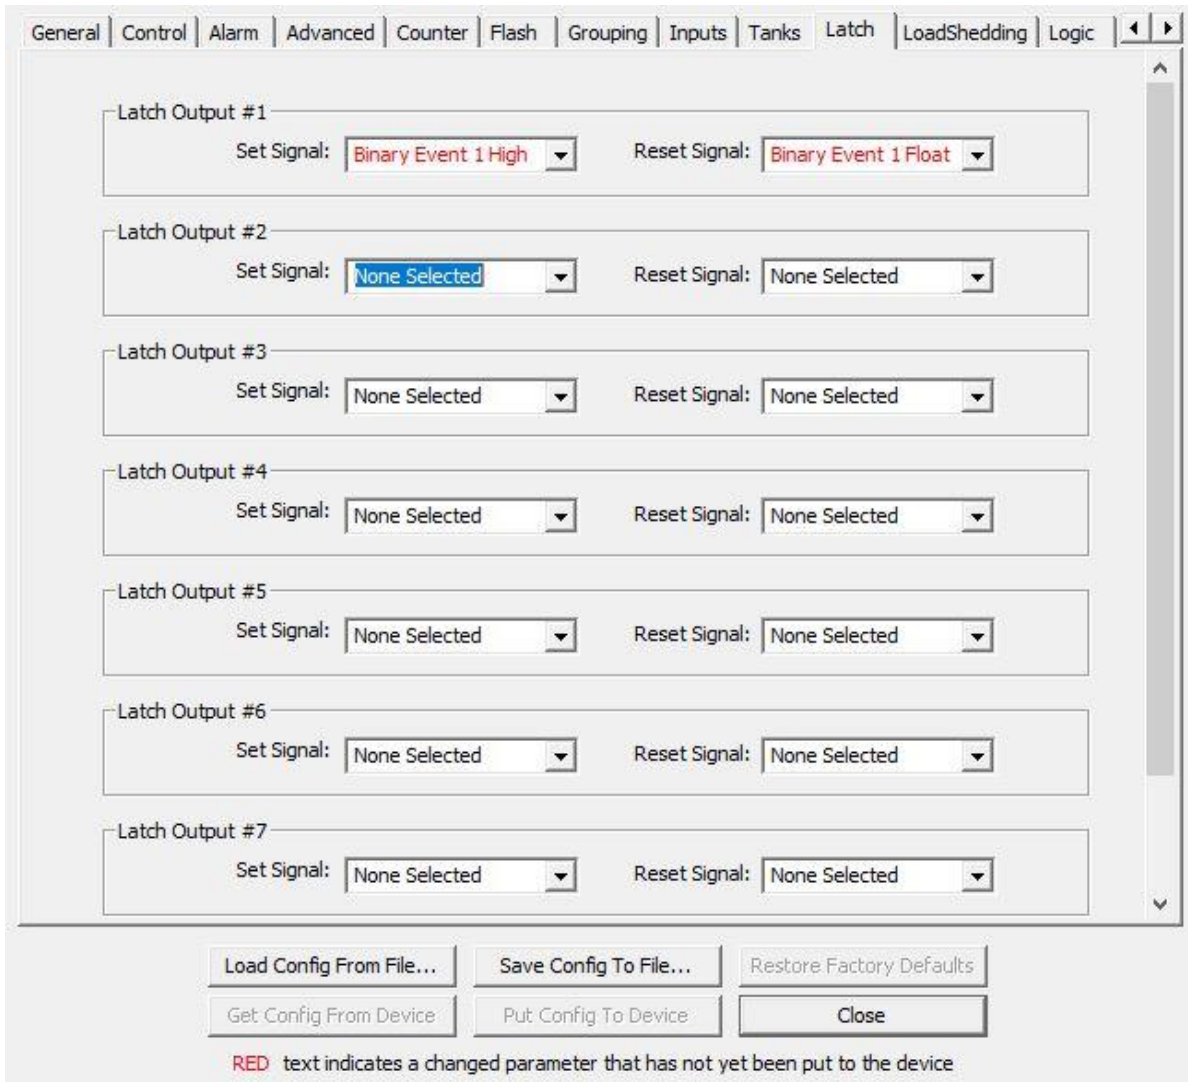 General Control Alarm Advanced Counter Flash Grouping Inputs Tanks Latch LoadShedding Logic
Latch Output #1
Set Signal: Binary Event 1 High Reset Signal: Binary Event 1 Float
Latch Output #2
Set Signal: None Selected Reset Signal: None Selected
Latch Output #3
Set Signal: None Selected Reset Signal: None Selected
Latch Output #4
Set Signal: None Selected Reset Signal: None Selected
Latch Output #5
Set Signal: None Selected Reset Signal: None Selected
Latch Output #6
Set Signal: None Selected Reset Signal: None Selected
Latch Output #7
Set Signal: None Selected Reset Signal: None Selected
Load Config From File... Save Config To File... Restore Factory Defaults
Get Config From Device Put Config To Device Close
RED text indicates a changed parameter that has not yet been put to the device